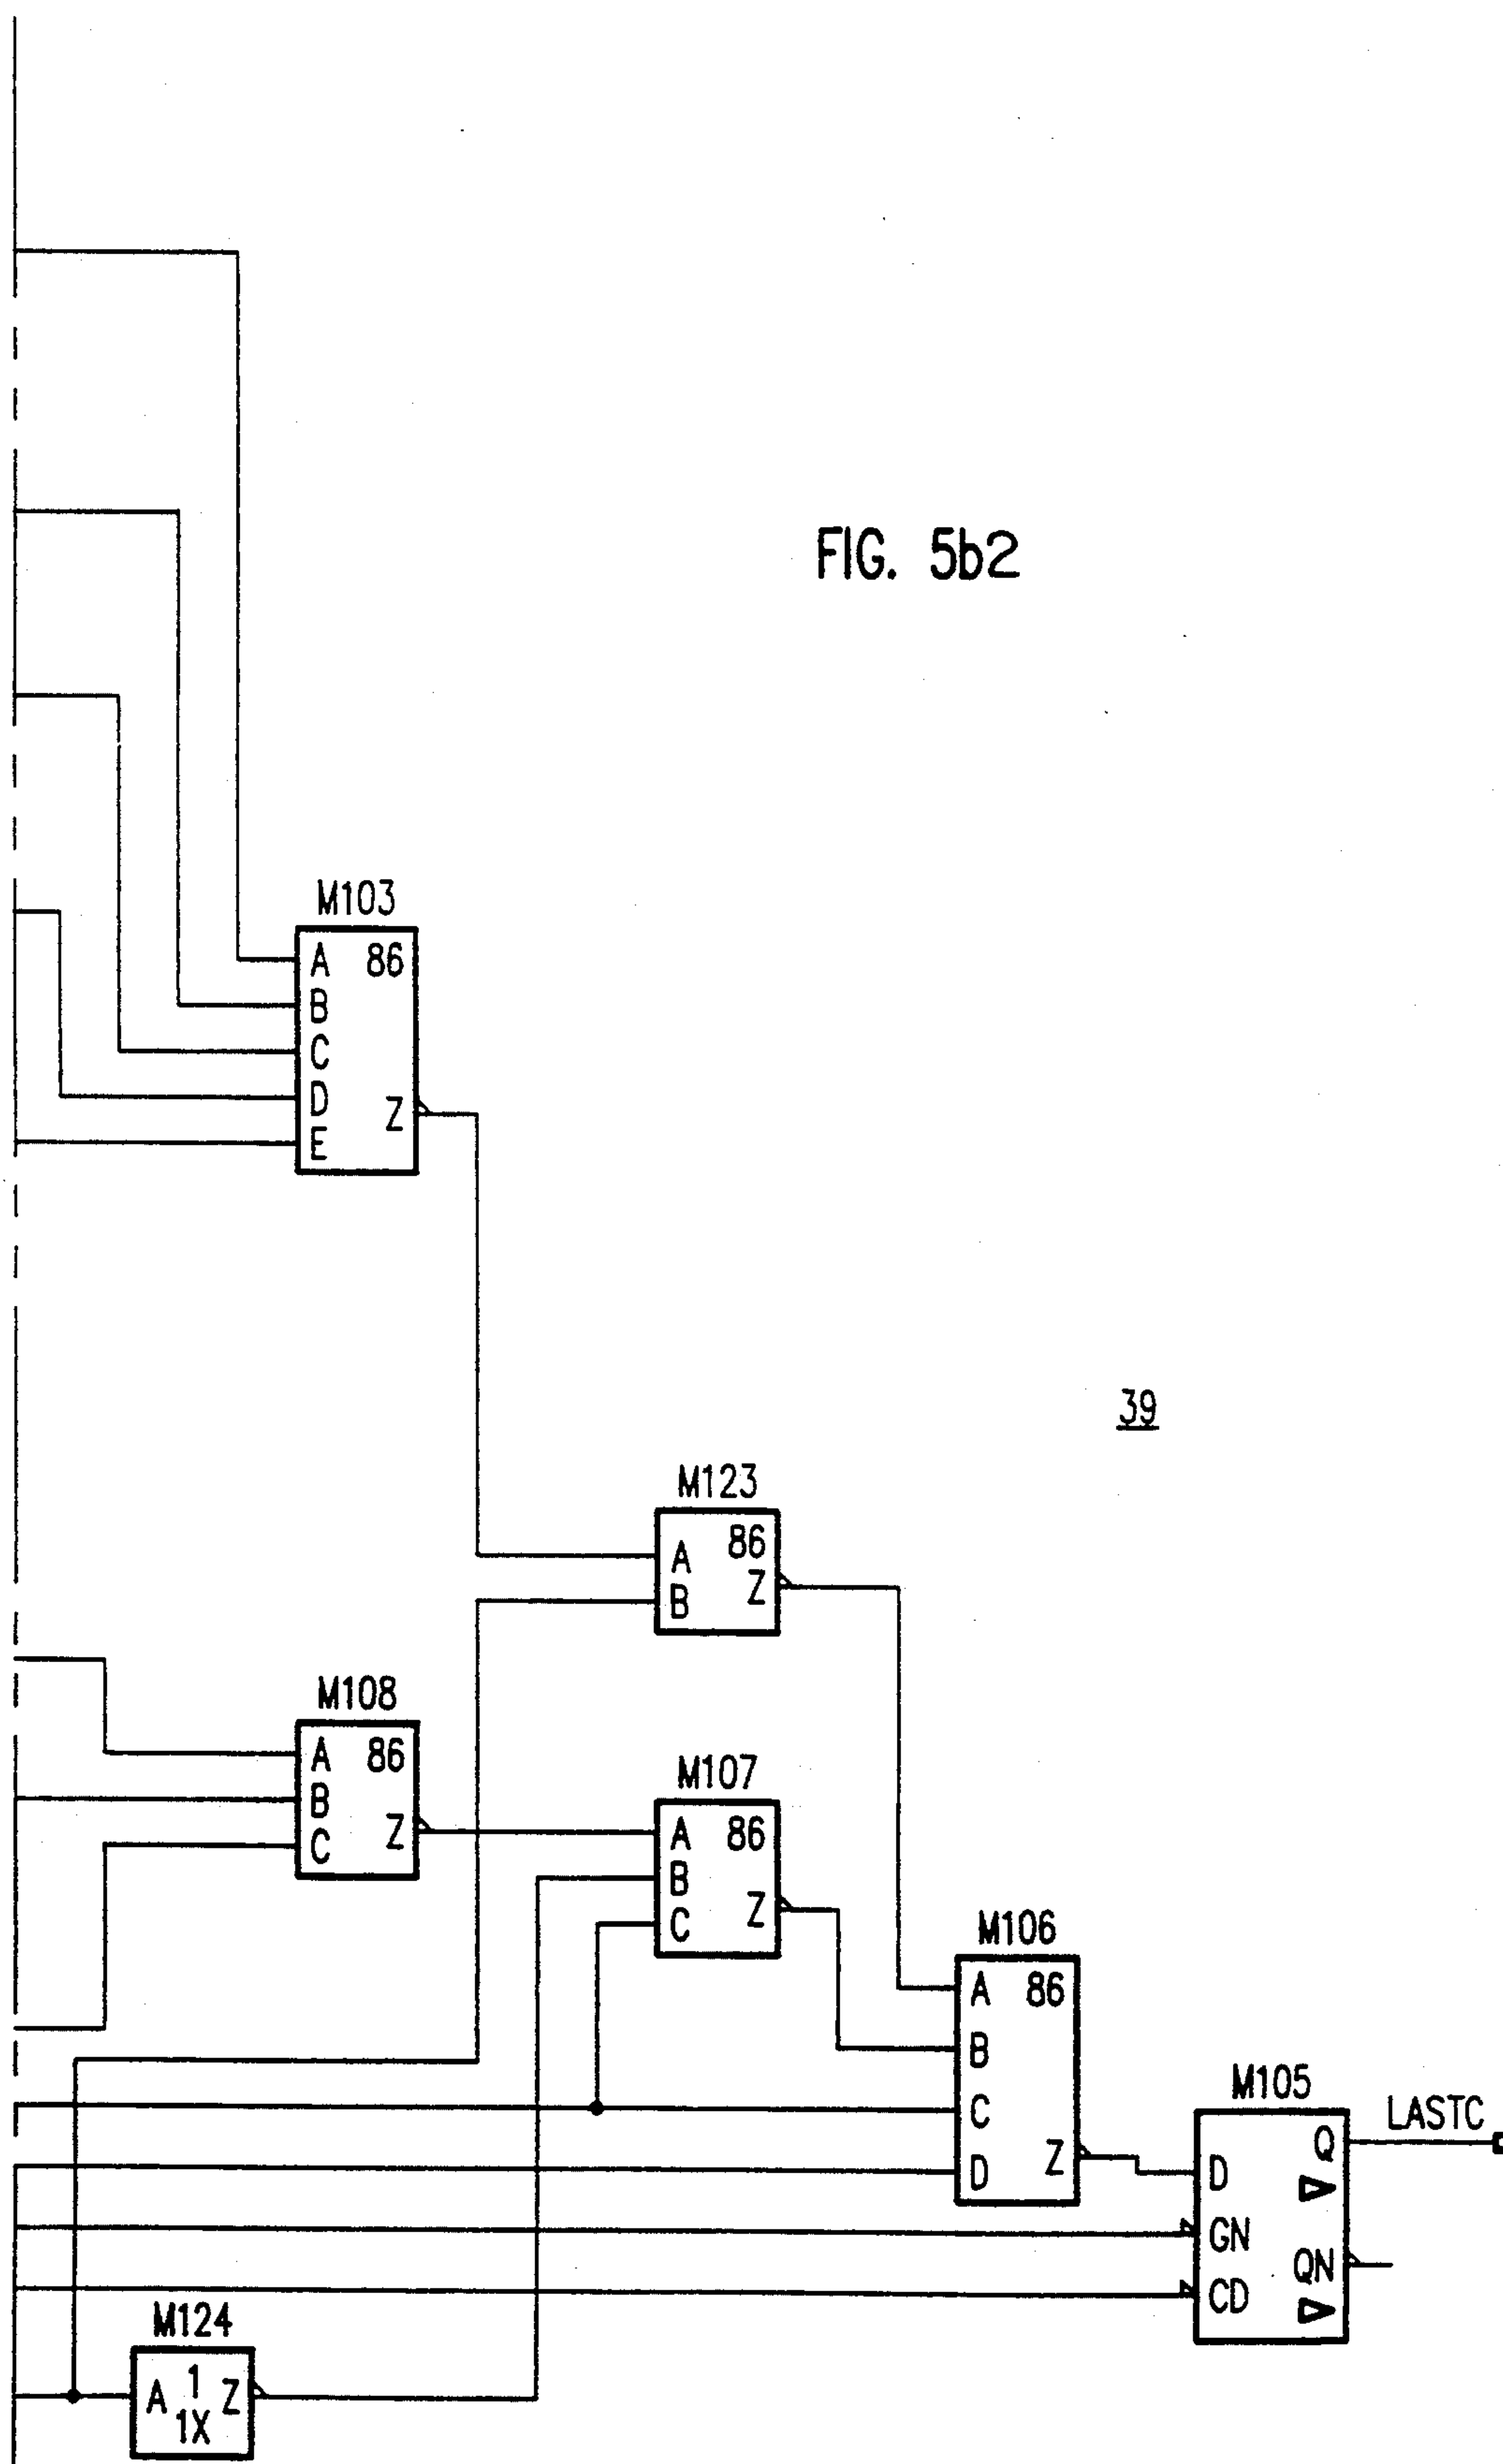 FIG. 5b2
M103
A 86
B
C
D Z
E
39
M123
A 86
B Z
M108
A 86
B
C Z
M107
A 86
B
C Z
M106
A 86
B
C
D Z
M105
D Q
GN
QN
CD
LASTC
M124
A 1 Z
1X